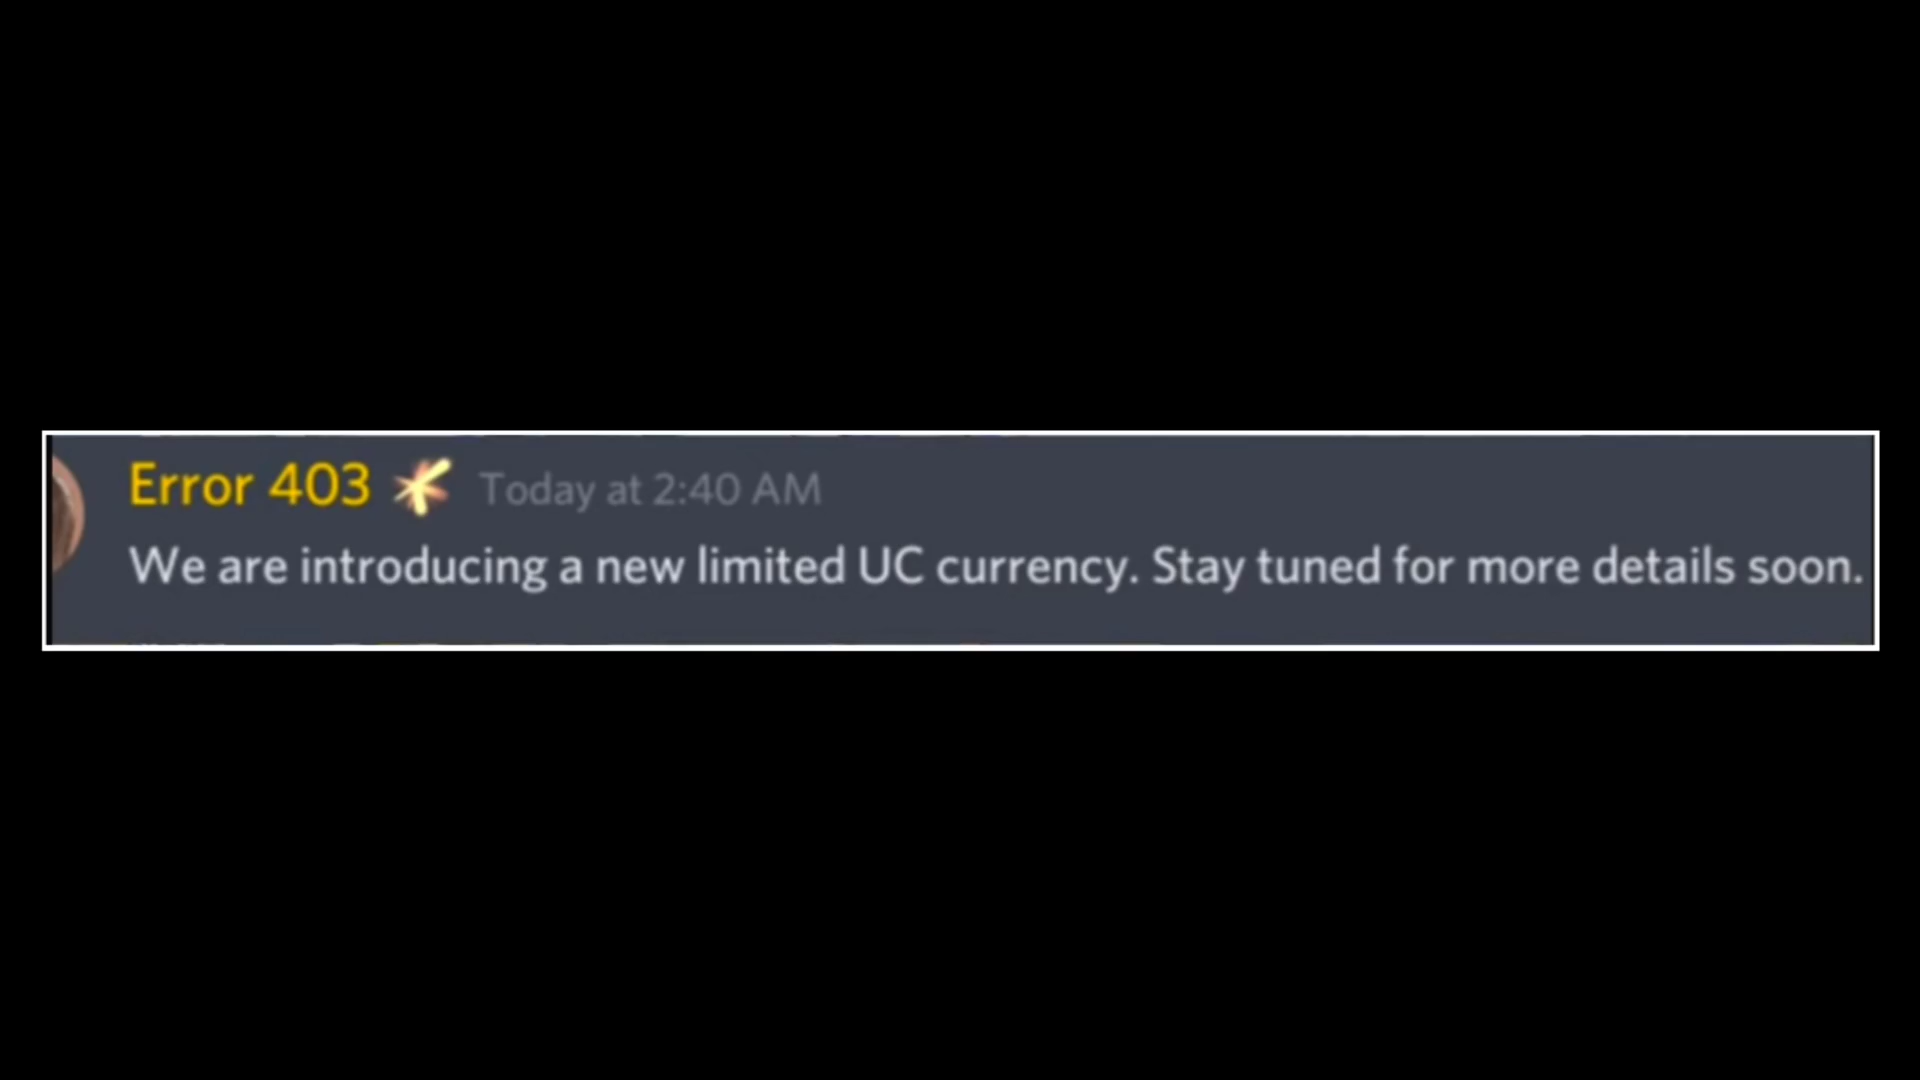 Error 403 Today at 2:40 AM
We are introducing a new limited UC currency. Stay tuned for more details soon.